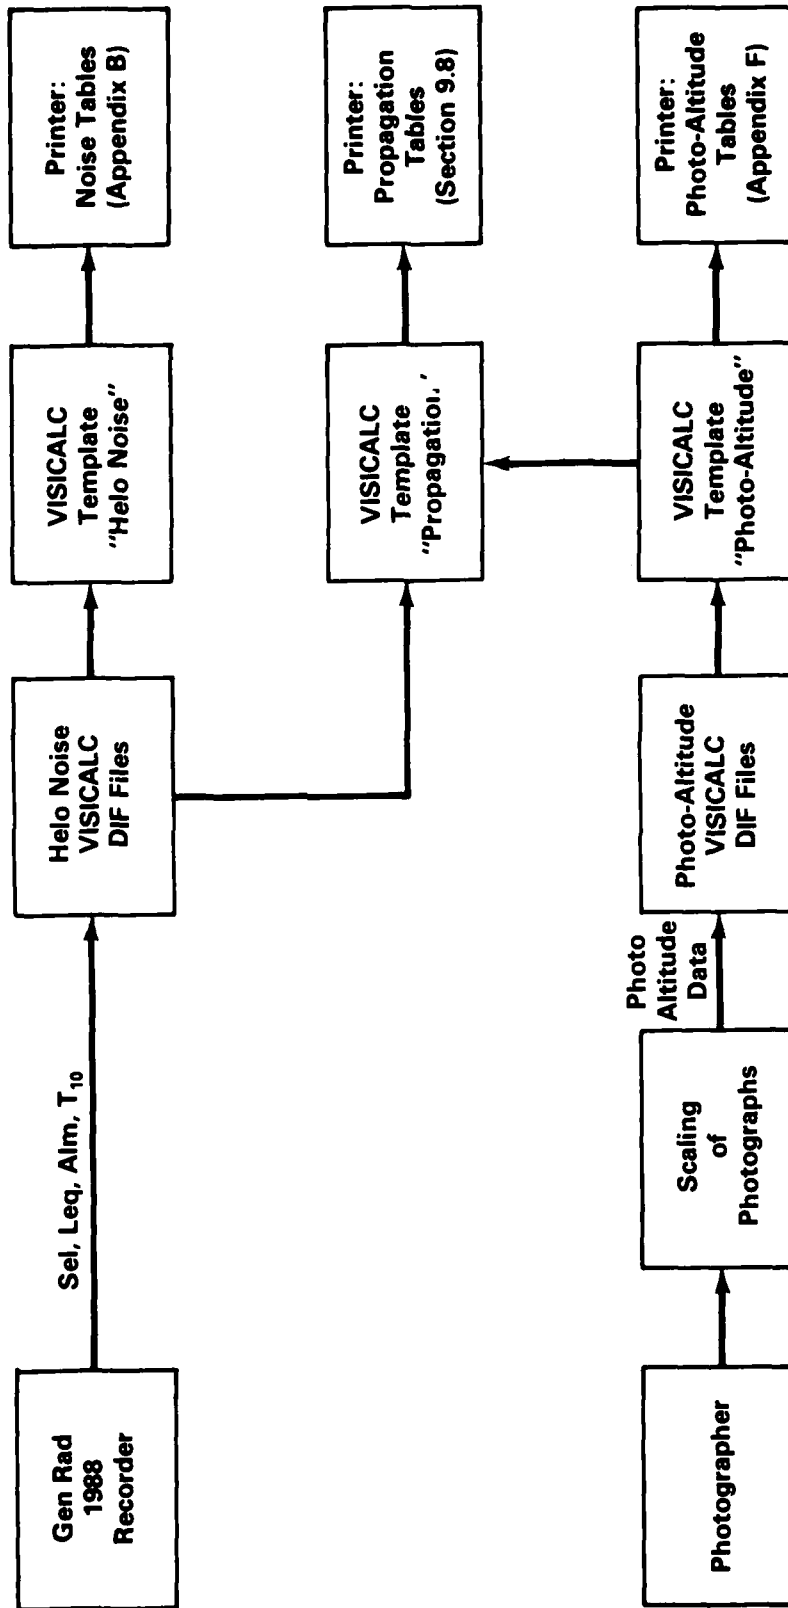 Gen Rad
1988
Recorder
Sel, Leq, Alm, T₁₀
Helo Noise
VISICALC
DIF Files
VISICALC
Template
"Helo Noise"
Printer:
Noise Tables
(Appendix B)
VISICALC
Template
"Propagation."
Printer:
Propagation
Tables
(Section 9.8)
Photographer
Scaling
of
Photographs
Photo
Altitude
Data
Photo-Altitude
VISICALC
DIF Files
VISICALC
Template
"Photo-Altitude"
Printer:
Photo-Altitude
Tables
(Appendix F)